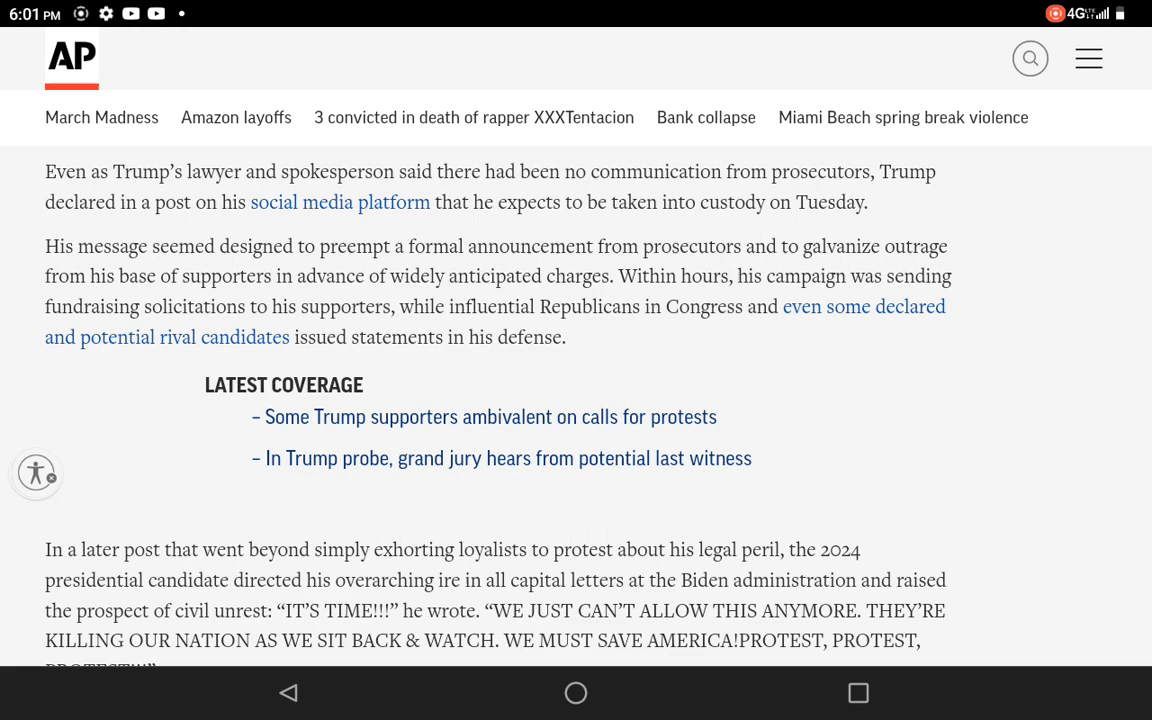 6:01 PM
4G LTE
AP
March Madness Amazon layoffs 3 convicted in death of rapper XXXTentacion Bank collapse Miami Beach spring break violence
Even as Trump’s lawyer and spokesperson said there had been no communication from prosecutors, Trump
declared in a post on his social media platform that he expects to be taken into custody on Tuesday.
His message seemed designed to preempt a formal announcement from prosecutors and to galvanize outrage
from his base of supporters in advance of widely anticipated charges. Within hours, his campaign was sending
fundraising solicitations to his supporters, while influential Republicans in Congress and even some declared
and potential rival candidates issued statements in his defense.
LATEST COVERAGE
– Some Trump supporters ambivalent on calls for protests
– In Trump probe, grand jury hears from potential last witness
In a later post that went beyond simply exhorting loyalists to protest about his legal peril, the 2024
presidential candidate directed his overarching ire in all capital letters at the Biden administration and raised
the prospect of civil unrest: “IT’S TIME!!!” he wrote. “WE JUST CAN’T ALLOW THIS ANYMORE. THEY’RE
KILLING OUR NATION AS WE SIT BACK & WATCH. WE MUST SAVE AMERICA!PROTEST, PROTEST,
PROTEST!!!”